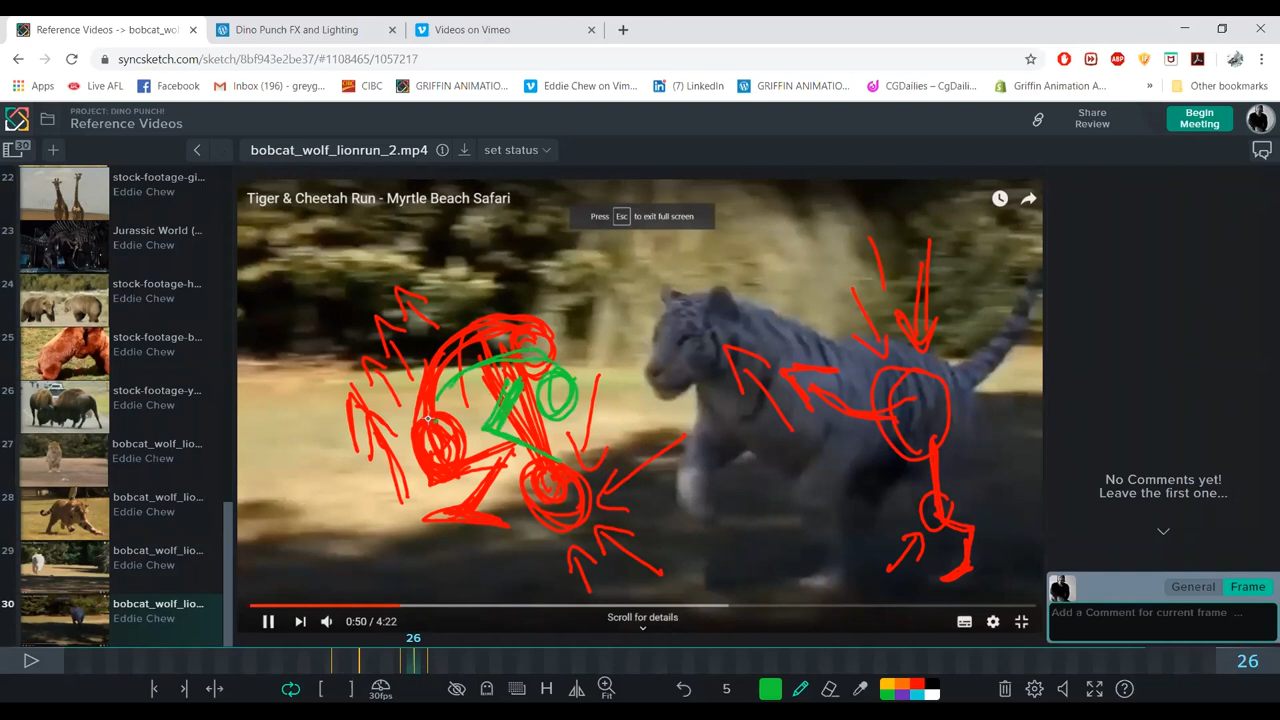 Reference Videos -> bobcat_wo
Dino Punch FX and Lighting
Videos on Vimeo
syncsketch.com/sketch/8bf943e2be37/#1108465/1057217
Apps
Live AFL
Facebook
Inbox (196) - greyg...
CIBC
GRIFFIN ANIMATIO...
Eddie Chew on Vim...
(7) LinkedIn
GRIFFIN ANIMATIO...
CGDailies – CgDaili...
Griffin Animation A...
»
Other bookmarks
PROJECT: DINO PUNCH!
Reference Videos
Share
Review
Begin
Meeting
30
bobcat_wolf_lionrun_2.mp4
set status
22
stock-footage-gi...
Eddie Chew
23
Jurassic World (...
Eddie Chew
24
stock-footage-h...
Eddie Chew
25
stock-footage-b...
Eddie Chew
26
stock-footage-y...
Eddie Chew
27
bobcat_wolf_lio...
Eddie Chew
28
bobcat_wolf_lio...
Eddie Chew
29
bobcat_wolf_lio...
Eddie Chew
30
bobcat_wolf_lio...
Eddie Chew
Tiger & Cheetah Run - Myrtle Beach Safari
Press Esc to exit full screen
0:50 / 4:22
Scroll for details
No Comments yet!
Leave the first one...
General
Frame
Add a Comment for current frame ...
26
26
30fps
H
Fit
5